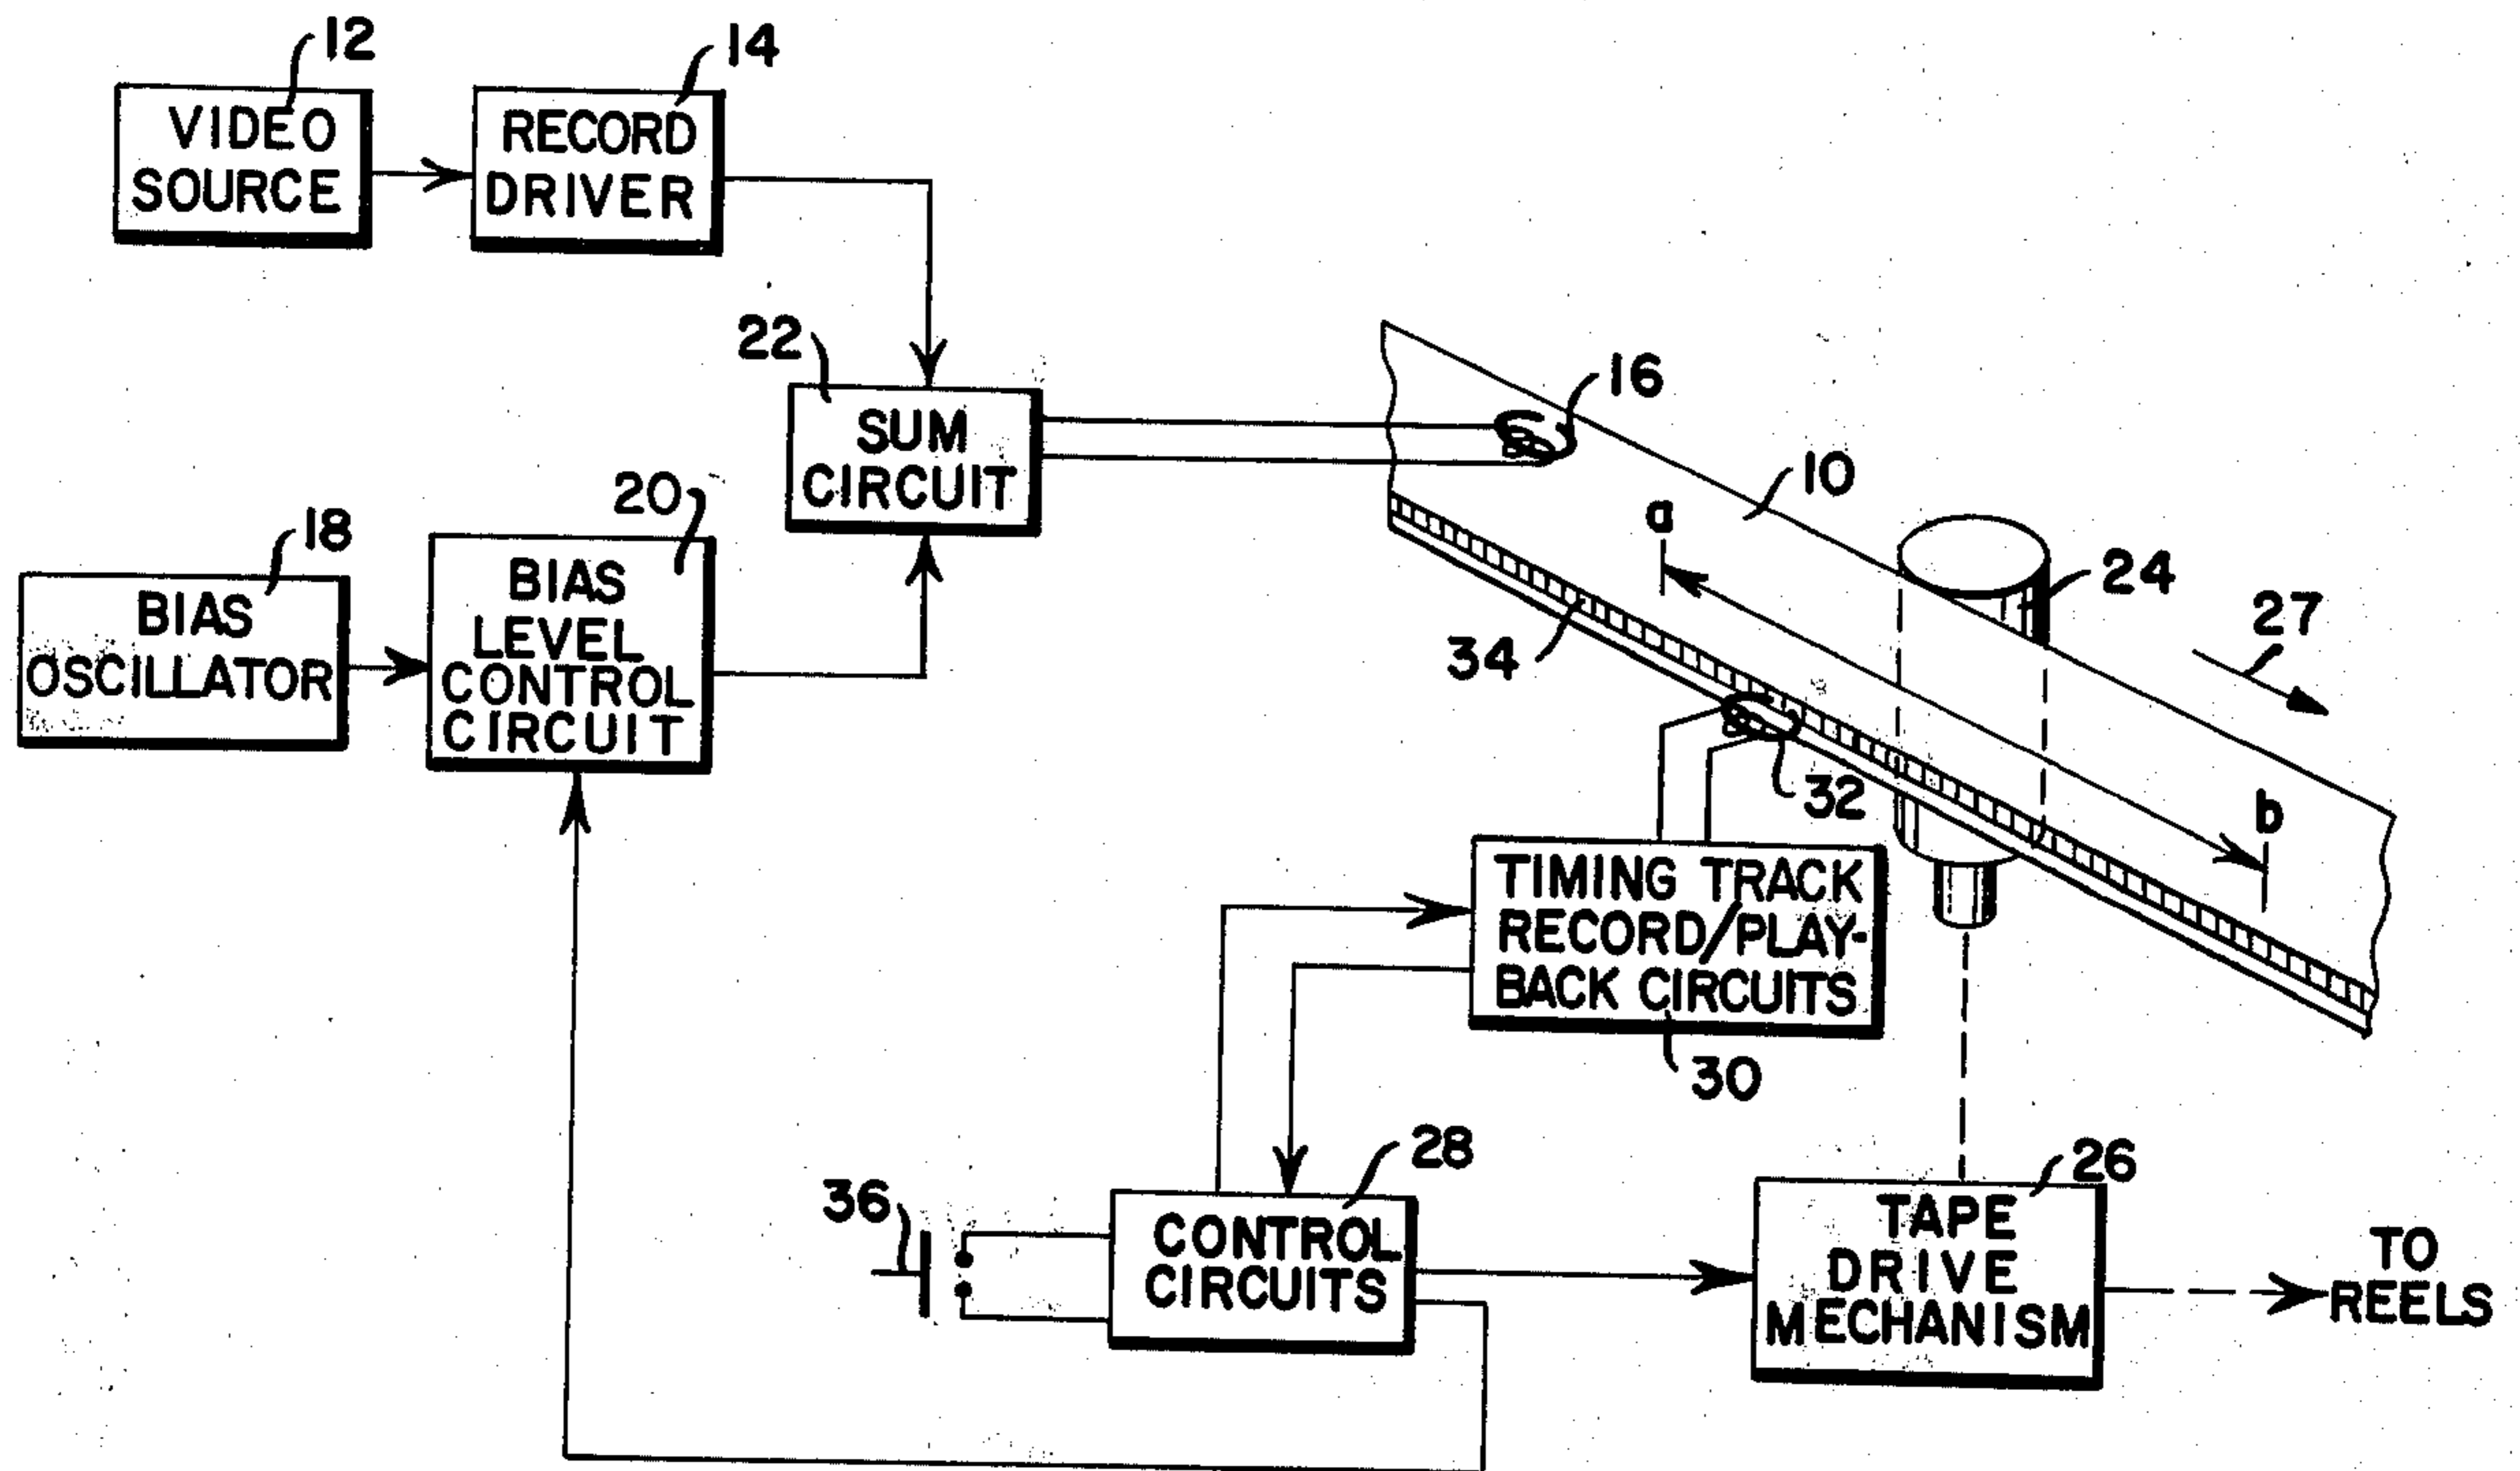 12
14
VIDEO
SOURCE
RECORD
DRIVER
22
SUM
CIRCUIT
16
10
a
24
27
18
BIAS
OSCILLATOR
20
BIAS
LEVEL
CONTROL
CIRCUIT
34
32
b
TIMING TRACK
RECORD/PLAY-
BACK CIRCUITS
30
28
36
CONTROL
CIRCUITS
26
TAPE
DRIVE
MECHANISM
TO
REELS